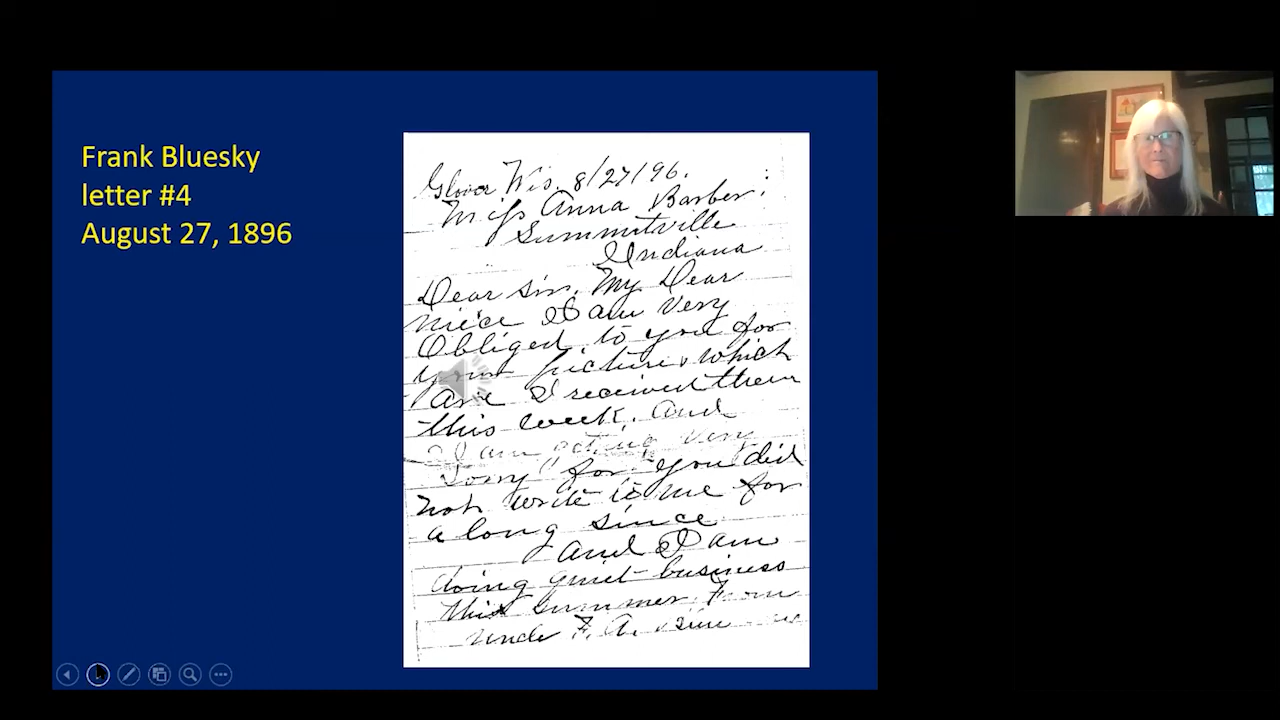 Frank Bluesky
letter #4
August 27, 1896
Glover Wis. 8/27/96.
Miss Anna Barber,
Summitville
Indiana
Dear sir, My Dear
niece I am very
Obliged to you for
your pictures which
are I received them
this week. And
I am getting very
Sorry for you did
not write to me for
a long since
And I am
doing quiet business
this summer. From
uncle F. A.